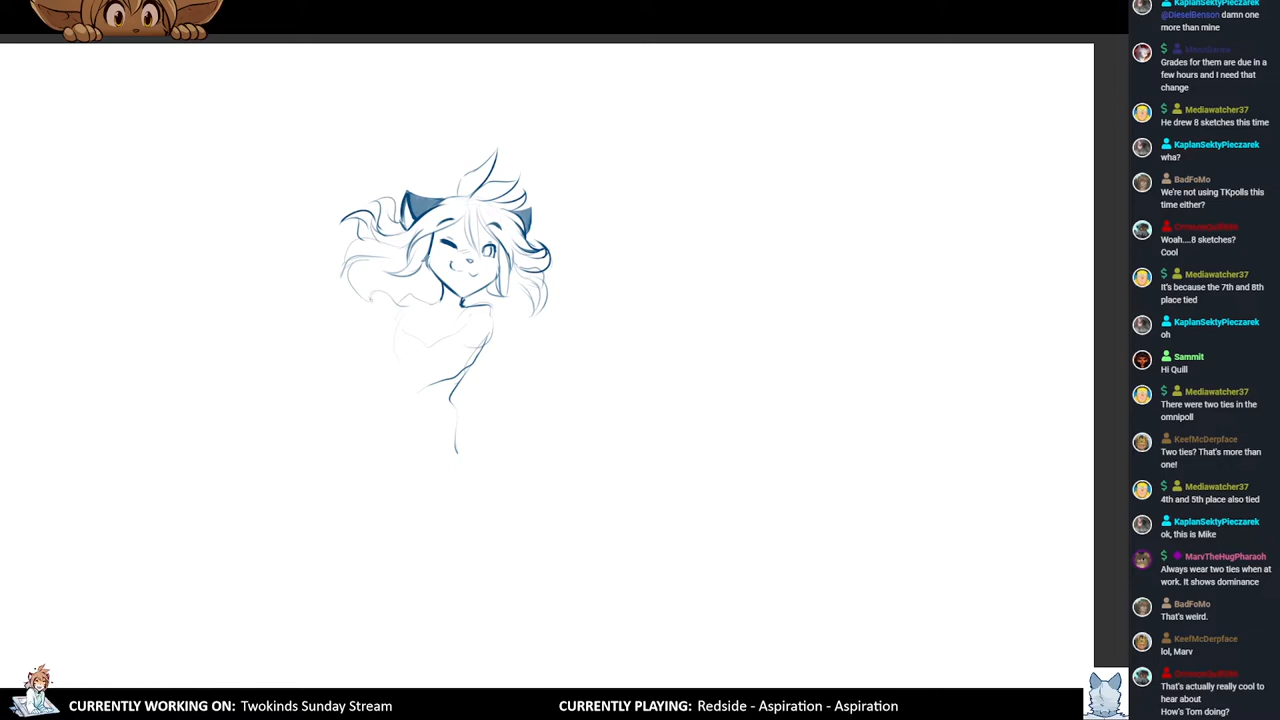 KaplanSektyPieczarek
@DieselBenson damn one
more than mine
Grades for them are due in a
few hours and I need that
change
Mediawatcher37
He drew 8 sketches this time
KaplanSektyPieczarek
wha?
BadFoMo
We're not using TKpolls this
time either?
Woah....8 sketches?
Cool
Mediawatcher37
It's because the 7th and 8th
place tied
KaplanSektyPieczarek
oh
Sammit
Hi Quill
Mediawatcher37
There were two ties in the
omnipoll
KeefMcDerpface
Two ties? That's more than
one!
Mediawatcher37
4th and 5th place also tied
KaplanSektyPieczarek
ok, this is Mike
MarvTheHugPharaoh
Always wear two ties when at
work. It shows dominance
BadFoMo
That's weird.
KeefMcDerpface
lol, Marv
That's actually really cool to
hear about
How's Tom doing?
CURRENTLY WORKING ON: Twokinds Sunday Stream
CURRENTLY PLAYING: Redside - Aspiration - Aspiration